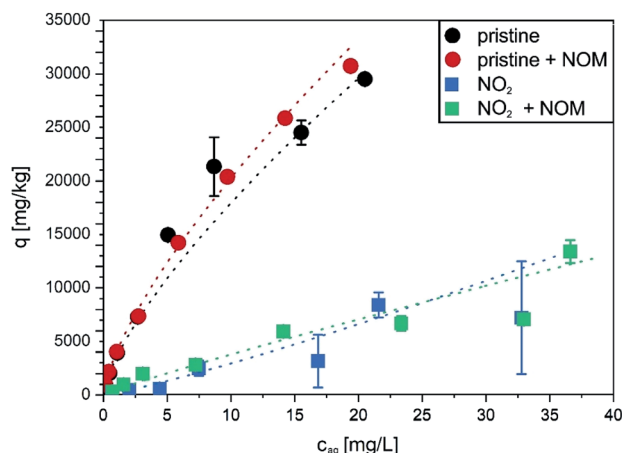 35000
30000
25000
20000
15000
10000
5000
0
q [mg/kg]
0 5 10 15 20 25 30 35 40
c_aq [mg/L]
pristine
pristine + NOM
NO₂
NO₂ + NOM